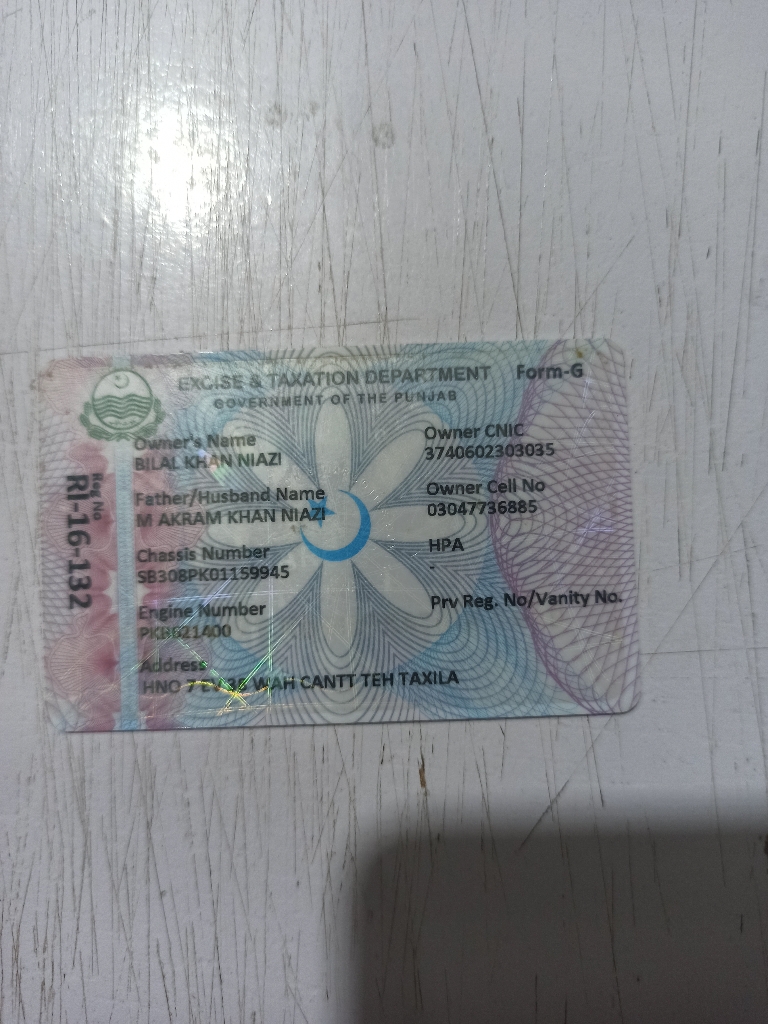 EXCISE & TAXATION DEPARTMENT Form-G
GOVERNMENT OF THE PUNJAB
Reg No
RI-16-132
Owner's Name
BILAL KHAN NIAZI
Father/Husband Name
M AKRAM KHAN NIAZI
Chassis Number
SB308PK01159945
Engine Number
Address
HNO WAH CANTT TEH TAXILA
Owner CNIC
3740602303035
Owner Cell No
03047736885
HPA
-
Prv Reg. No/Vanity No.